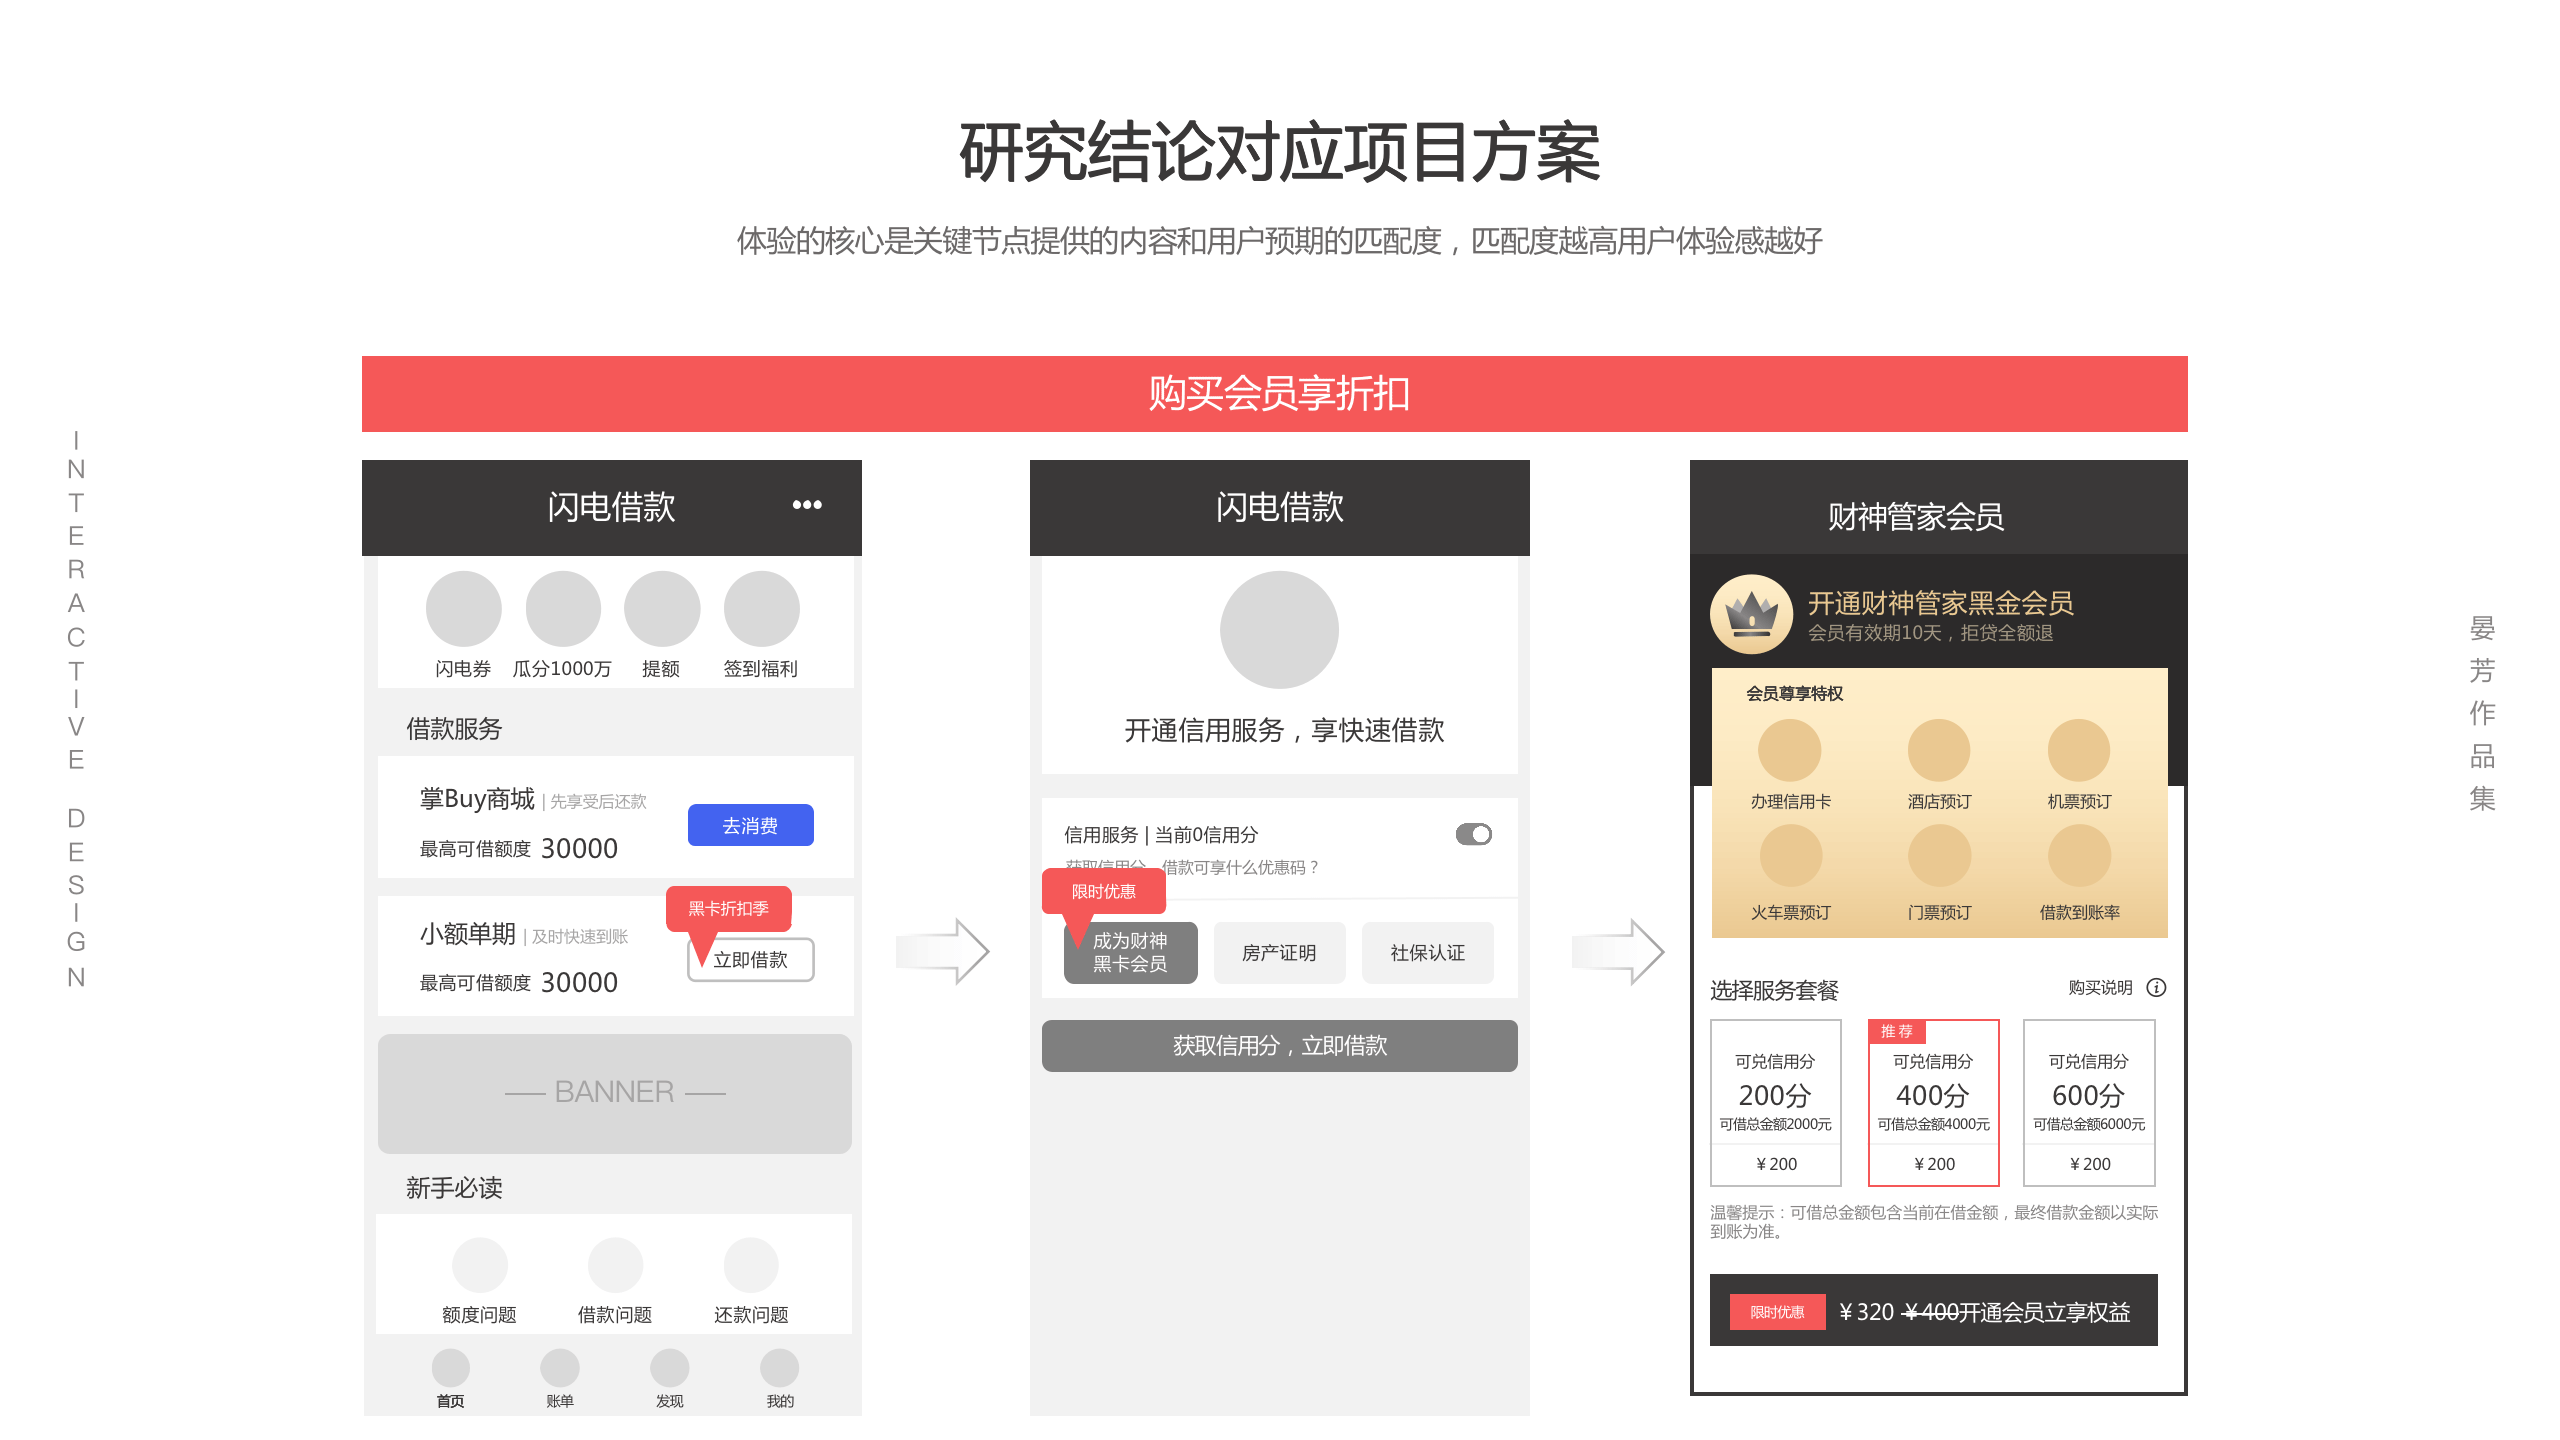 研究结论对应项目方案
体验的核心是关键节点提供的内容和用户预期的匹配度，匹配度越高用户体验感越好
INTERACTIVE DESIGN
晏芳作品集
购买会员享折扣
闪电借款
闪电券 瓜分1000万 提额 签到福利
借款服务
掌Buy商城 | 先享受后还款
去消费
最高可借额度 30000
黑卡折扣季
小额单期 | 及时快速到账
立即借款
最高可借额度 30000
BANNER
新手必读
额度问题 借款问题 还款问题
首页 账单 发现 我的
闪电借款
开通信用服务，享快速借款
信用服务 | 当前0信用分
获取信用分，借款可享什么优惠码？
限时优惠
成为财神
黑卡会员
房产证明
社保认证
获取信用分，立即借款
财神管家会员
开通财神管家黑金会员
会员有效期10天，拒贷全额退
会员尊享特权
办理信用卡 酒店预订 机票预订
火车票预订 门票预订 借款到账率
选择服务套餐 购买说明
推荐
可兑信用分 可兑信用分 可兑信用分
200分 400分 600分
可借总金额2000元 可借总金额4000元 可借总金额6000元
￥200 ￥200 ￥200
温馨提示：可借总金额包含当前在借金额，最终借款金额以实际
到账为准。
限时优惠 ￥320 ￥400开通会员立享权益